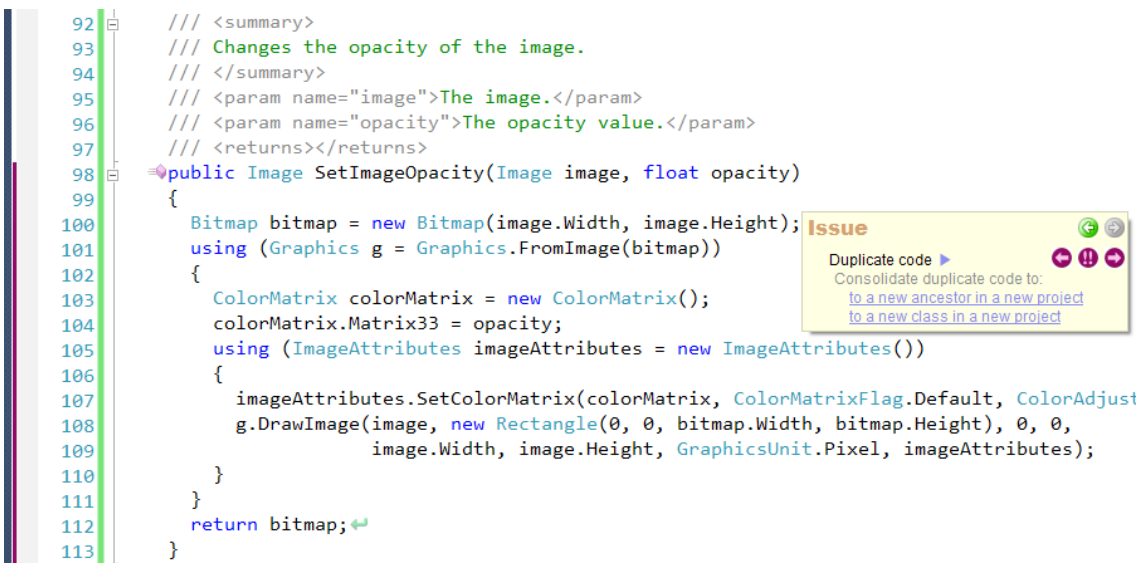 92 /// <summary>
93 /// Changes the opacity of the image.
94 /// </summary>
95 /// <param name="image">The image.</param>
96 /// <param name="opacity">The opacity value.</param>
97 /// <returns></returns>
98 public Image SetImageOpacity(Image image, float opacity)
99 {
100 Bitmap bitmap = new Bitmap(image.Width, image.Height);
101 using (Graphics g = Graphics.FromImage(bitmap))
102 {
103 ColorMatrix colorMatrix = new ColorMatrix();
104 colorMatrix.Matrix33 = opacity;
105 using (ImageAttributes imageAttributes = new ImageAttributes())
106 {
107 imageAttributes.SetColorMatrix(colorMatrix, ColorMatrixFlag.Default, ColorAdjust
108 g.DrawImage(image, new Rectangle(0, 0, bitmap.Width, bitmap.Height), 0, 0,
109 image.Width, image.Height, GraphicsUnit.Pixel, imageAttributes);
110 }
111 }
112 return bitmap;
113 }
Issue
Duplicate code
Consolidate duplicate code to:
to a new ancestor in a new project
to a new class in a new project